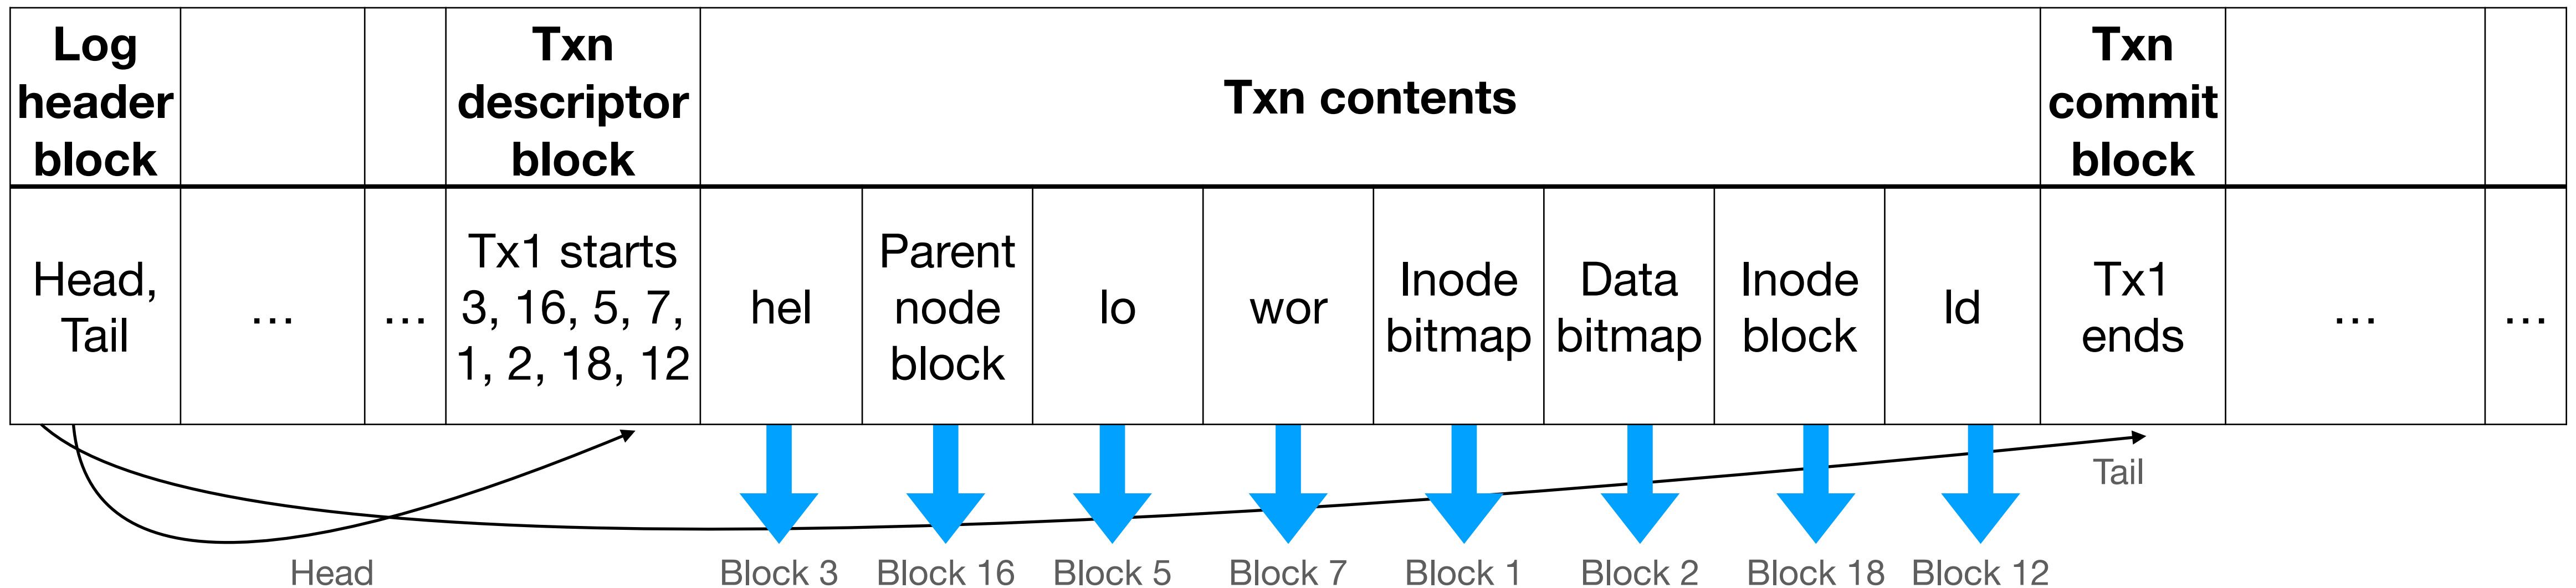 Log
header
block
Txn
descriptor
block
Txn contents
Txn
commit
block
Head,
Tail
...
...
Tx1 starts
3, 16, 5, 7,
1, 2, 18, 12
hel
Parent
node
block
lo
wor
Inode
bitmap
Data
bitmap
Inode
block
ld
Tx1
ends
...
...
Tail
Head
Block 3
Block 16
Block 5
Block 7
Block 1
Block 2
Block 18
Block 12